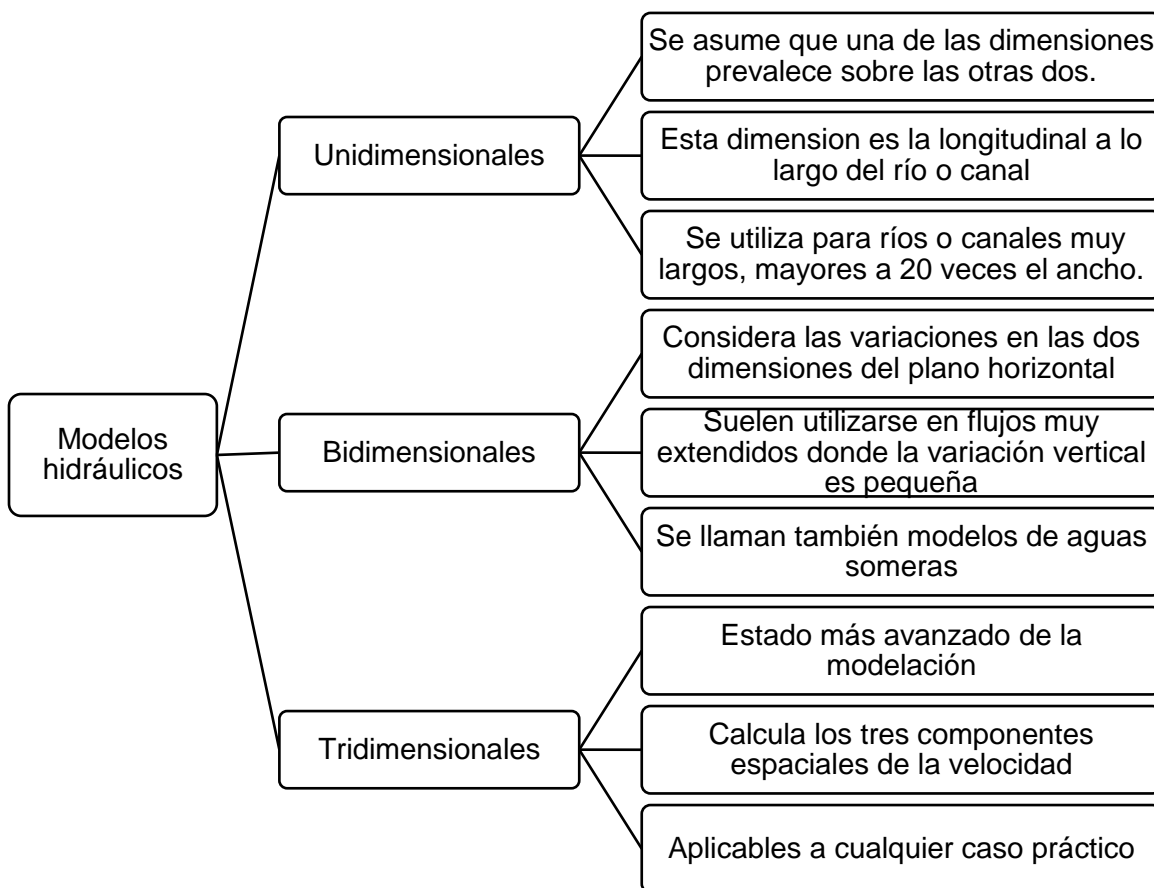 Modelos
hidráulicos
Unidimensionales
Se asume que una de las dimensiones
prevalece sobre las otras dos.
Esta dimension es la longitudinal a lo
largo del río o canal
Se utiliza para ríos o canales muy
largos, mayores a 20 veces el ancho.
Bidimensionales
Considera las variaciones en las dos
dimensiones del plano horizontal
Suelen utilizarse en flujos muy
extendidos donde la variación vertical
es pequeña
Se llaman también modelos de aguas
someras
Tridimensionales
Estado más avanzado de la
modelación
Calcula los tres componentes
espaciales de la velocidad
Aplicables a cualquier caso práctico